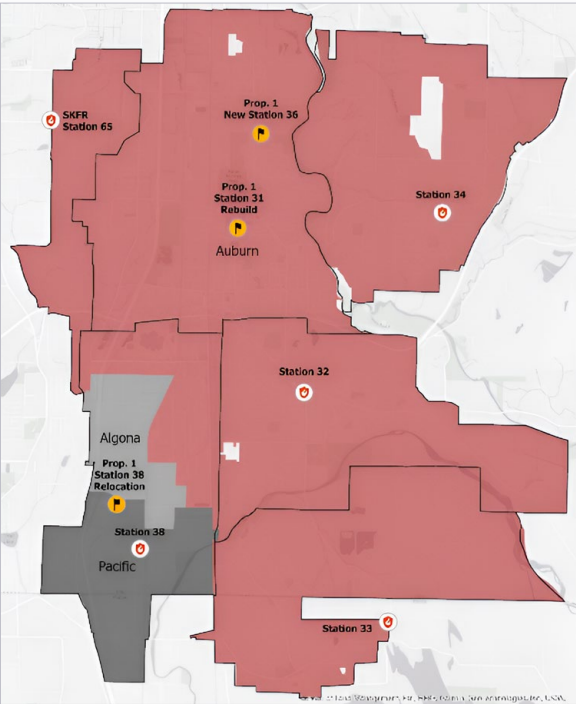 SKFR
Station 65
Prop. 1
New Station 36
Prop. 1
Station 31
Rebuild
Auburn
Station 34
Station 32
Algona
Prop. 1
Station 38
Relocation
Station 38
Pacific
Station 33